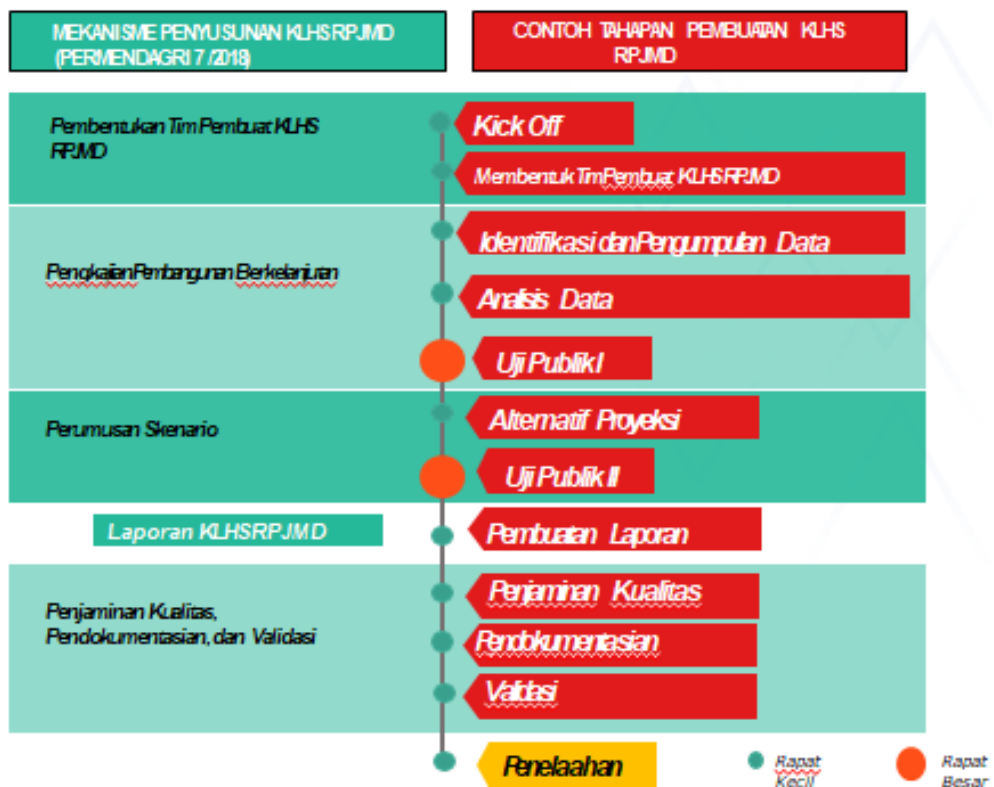 MEKANISME PENYUSUNAN KLHS RPJMD
(PERMENDAGRI 7 /2018)
CONTOH TAHAPAN PEMBUATAN KLHS
RPJMD
Pembentukan Tim Pembuat KLHS
RPJMD
Kick Off
Membentuk Tim Pembuat KLHS RPJMD
Pengkajian Pembangunan Berkelanjutan
Identifikasi dan Pengumpulan Data
Analisis Data
Uji Publik I
Perumusan Skenario
Alternatif Proyeksi
Uji Publik II
Laporan KLHSRPJMD
Pembuatan Laporan
Penjaminan Kualitas,
Pendokumentasian, dan Validasi
Penjaminan Kualitas
Pendokumentasian
Validasi
Penelaahan
Rapat
Kecil
Rapat
Besar